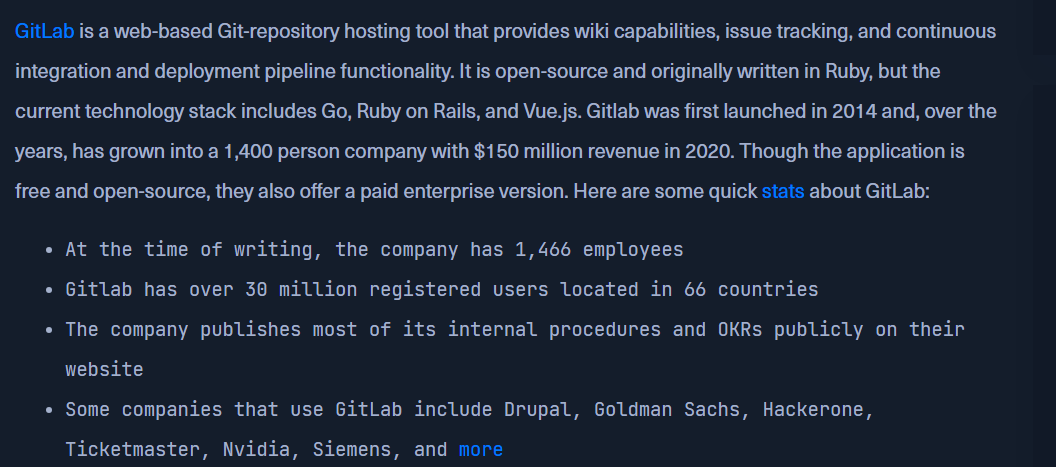 GitLab is a web-based Git-repository hosting tool that provides wiki capabilities, issue tracking, and continuous
integration and deployment pipeline functionality. It is open-source and originally written in Ruby, but the
current technology stack includes Go, Ruby on Rails, and Vue.js. Gitlab was first launched in 2014 and, over the
years, has grown into a 1,400 person company with $150 million revenue in 2020. Though the application is
free and open-source, they also offer a paid enterprise version. Here are some quick stats about GitLab:
• At the time of writing, the company has 1,466 employees
• Gitlab has over 30 million registered users located in 66 countries
• The company publishes most of its internal procedures and OKRs publicly on their
website
• Some companies that use GitLab include Drupal, Goldman Sachs, Hackerone,
Ticketmaster, Nvidia, Siemens, and more